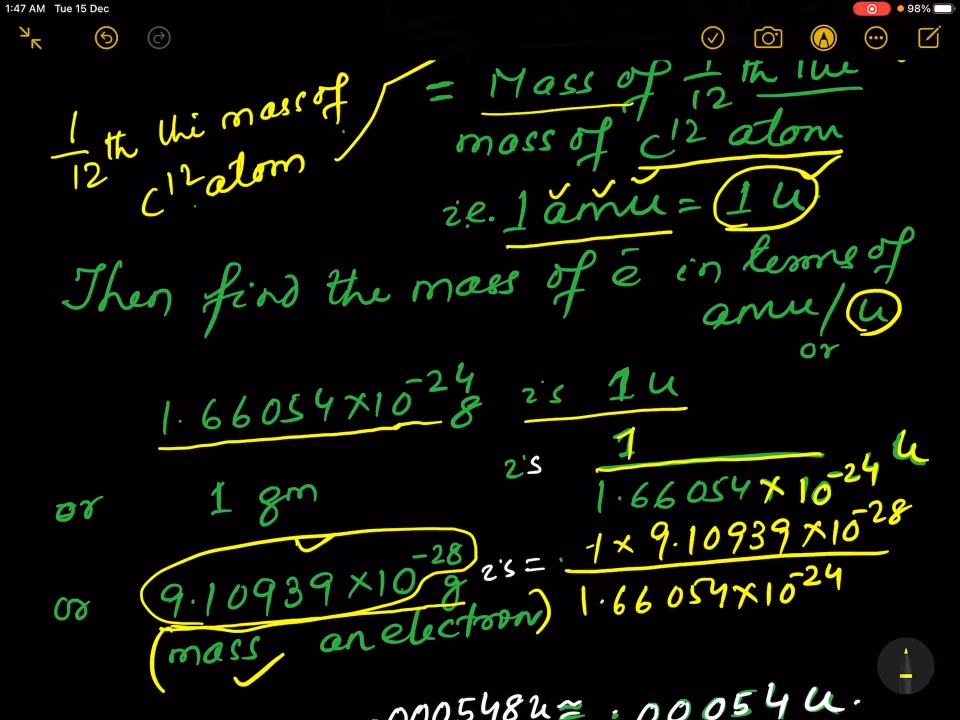 1:47 AM Tue 15 Dec
98%
1/12 th the mass of
C¹² atom
= Mass of 1/12 th the
mass of C¹² atom
i.e. 1 amu = 1 u
Then find the mass of ē in terms of
amu/u
or
1.66054×10⁻²⁴ g is 1 u
or 1 gm is 1/1.66054×10⁻²⁴ u
or 9.10939×10⁻²⁸ g is = 1×9.10939×10⁻²⁸/1.66054×10⁻²⁴
(mass an electron)
.000548u ≈ .00054 u.